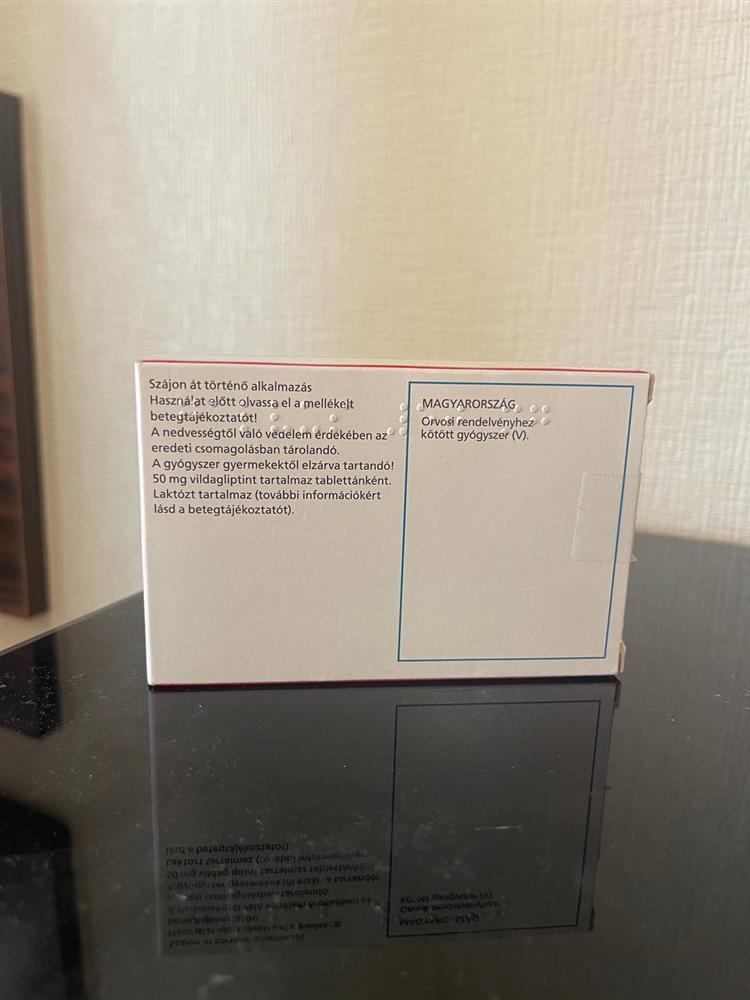 Szájon át történő alkalmazás
Használat előtt olvassa el a mellékelt
betegtájékoztatót!
A nedvességtől való védelem érdekében az
eredeti csomagolásban tárolandó.
A gyógyszer gyermekektől elzárva tartandó!
50 mg vildagliptint tartalmaz tablettánként.
Laktózt tartalmaz (további információkért
lásd a betegtájékoztatót).
MAGYARORSZÁG
Orvosi rendelvényhez
kötött gyógyszer (V).